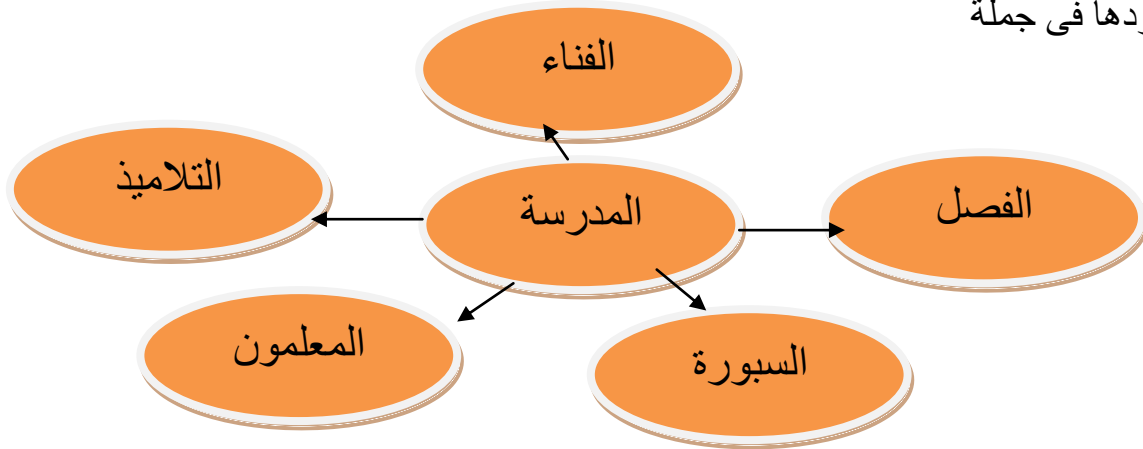 فى جملة
الفناء
التلاميذ
المدرسة
الفصل
المعلمون
السبورة